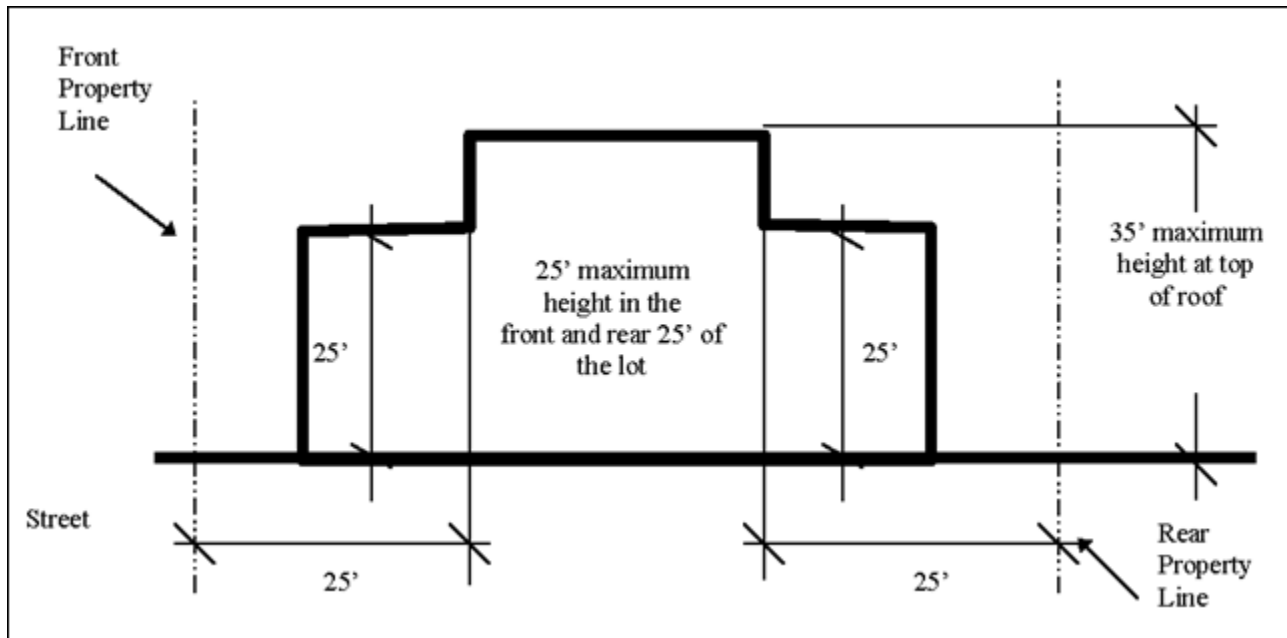 Front
Property
Line
35’ maximum
height at top
of roof
25’ maximum
height in the
front and rear 25’ of
the lot
25’
25’
Street
25’
25’
Rear
Property
Line